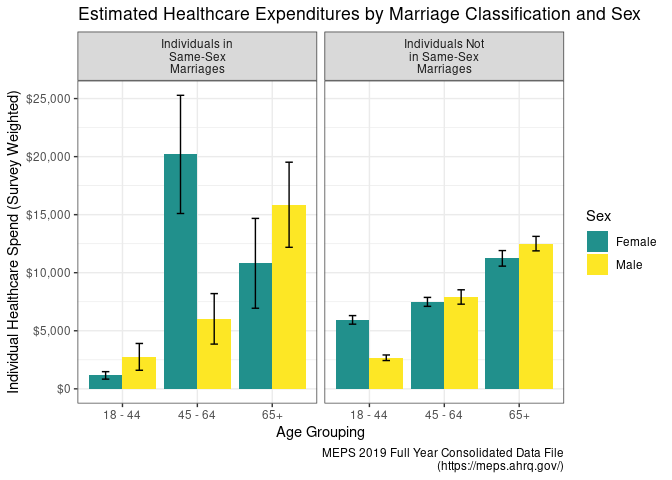 Estimated Healthcare Expenditures by Marriage Classification and Sex
Individuals in
Same-Sex
Marriages
Individuals Not
in Same-Sex
Marriages
Individual Healthcare Spend (Survey Weighted)
$25,000
$20,000
$15,000
$10,000
$5,000
$0
18 - 44
45 - 64
65+
18 - 44
45 - 64
65+
Age Grouping
Sex
Female
Male
MEPS 2019 Full Year Consolidated Data File
(https://meps.ahrq.gov/)